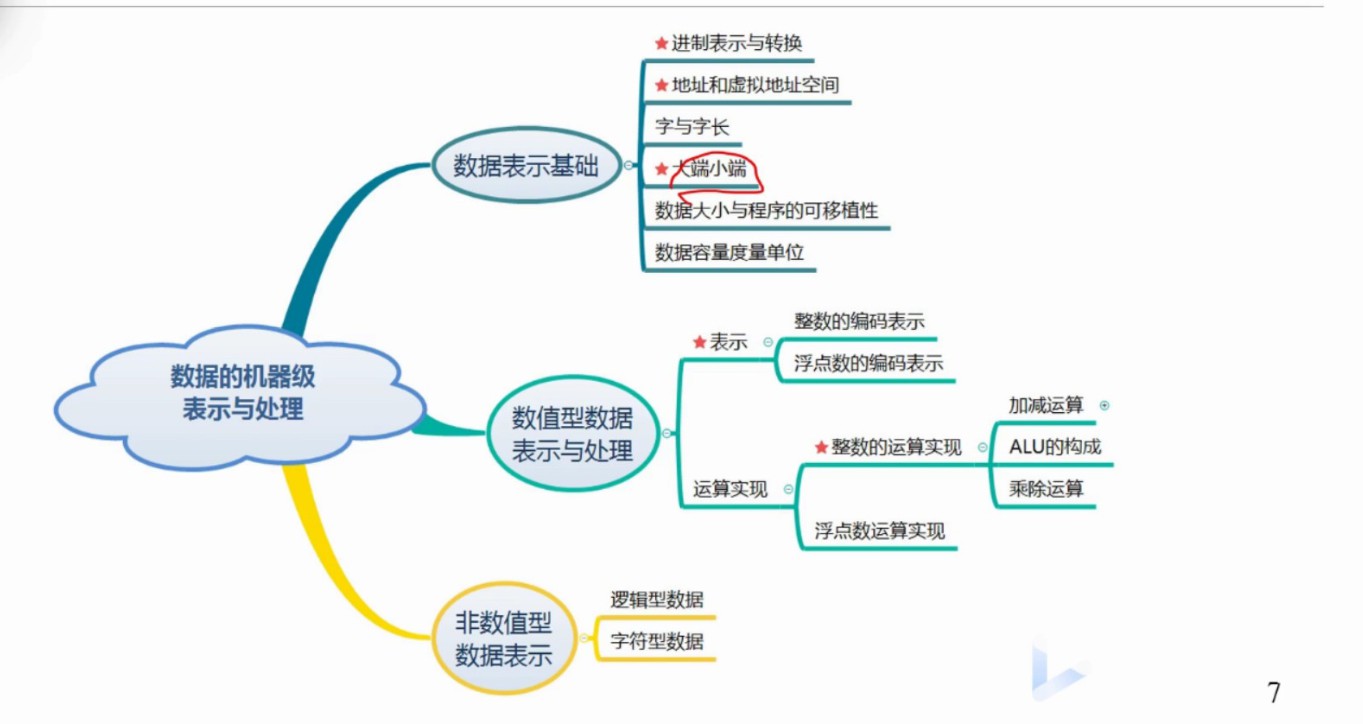 进制表示与转换
地址和虚拟地址空间
字与字长
大端小端
数据大小与程序的可移植性
数据容量度量单位
数据表示基础
数据的机器级
表示与处理
数值型数据
表示与处理
表示
整数的编码表示
浮点数的编码表示
运算实现
整数的运算实现
加减运算
ALU的构成
乘除运算
浮点数运算实现
非数值型
数据表示
逻辑型数据
字符型数据
7